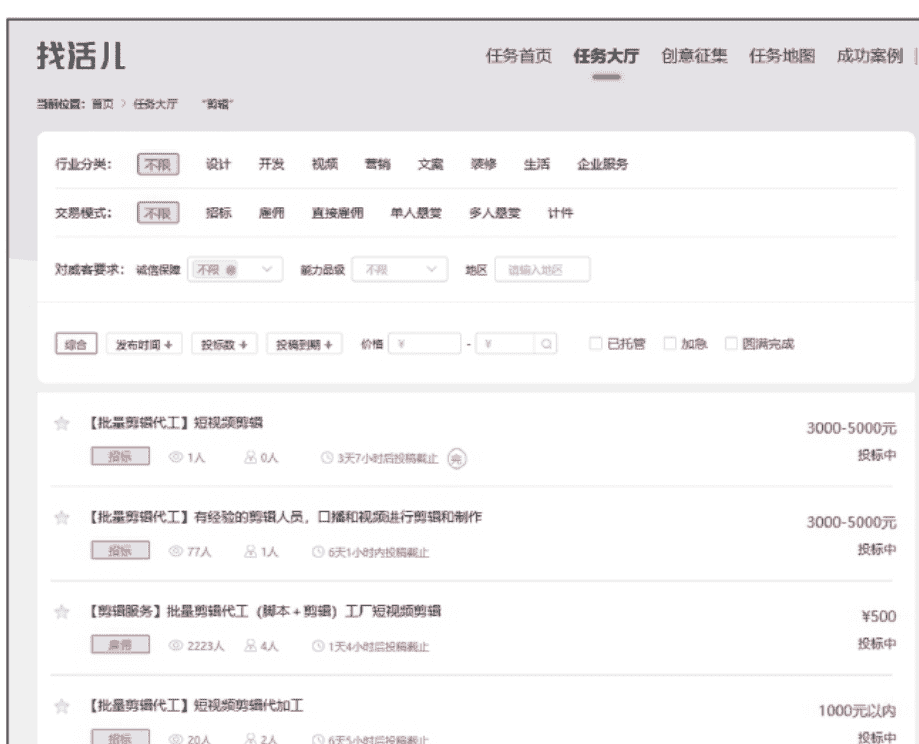 找活儿
任务首页 任务大厅 创意征集 任务地图 成功案例
当前位置：首页 > 任务大厅 "剪辑"
行业分类： 不限 设计 开发 视频 营销 文案 装修 生活 企业服务
交易模式： 不限 招标 雇佣 直接雇佣 单人悬赏 多人悬赏 计件
对威客要求： 诚信保障 不限 能力品级 不限 地区 请输入地区
综合 发布时间 投标数 投稿到期 价格 ¥ - ¥ 已托管 加急 圆满完成
【批量剪辑代工】短视频剪辑
3000-5000元
招标 1人 0人 3天7小时后投稿截止
投标中
【批量剪辑代工】有经验的剪辑人员，口播和视频进行剪辑和制作
3000-5000元
招标 77人 1人 6天1小时内投稿截止
投标中
【剪辑服务】批量剪辑代工（脚本+剪辑）工厂短视频剪辑
¥500
雇佣 2223人 4人 1天4小时后投稿截止
投标中
【批量剪辑代工】短视频剪辑代加工
1000元以内
招标 20人 2人 6天5小时后投稿截止
投标中